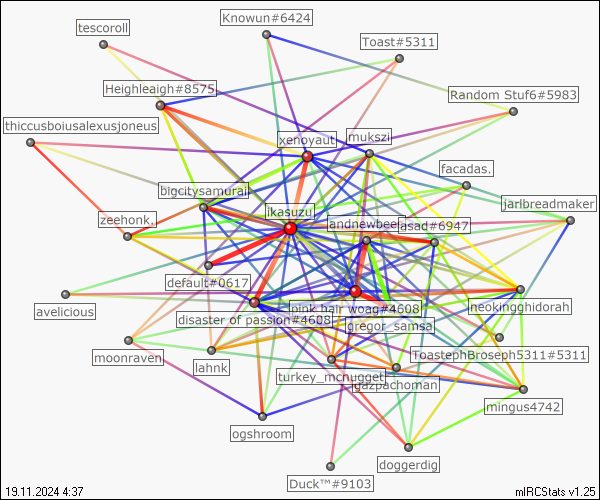 Knowun#6424
tescoroll
Toast#5311
Heighleaigh#8575
Random Stuf6#5983
thiccusboiusalexusjoneus
xenoyaut
mukszi
facadas.
bigcitysamurai
jarlbreadmaker
ikasuzu
zeehonk.
andnewbee
asad#6947
default#0617
avelicious
pink hair woag#4608
neokingghidorah
disaster of passion#4608
gregor_samsa
moonraven
ToastephBroseph5311#5311
lahnk
turkey_mcnugget
gazpachoman
mingus4742
ogshroom
doggerdig
Duck™#9103
19.11.2024 4:37
mIRCStats v1.25